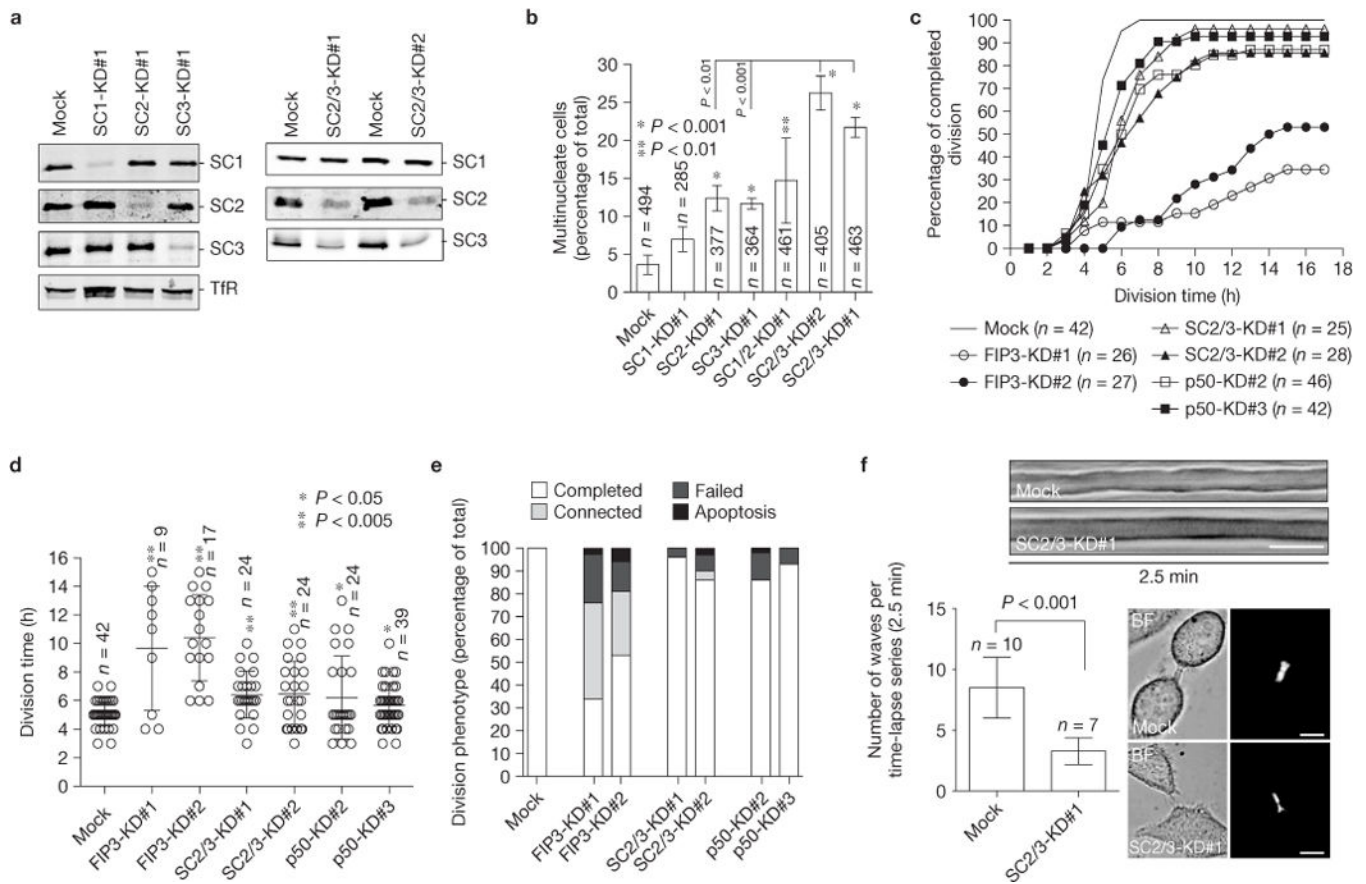 a
Mock
SC1-KD#1
SC2-KD#1
SC3-KD#1
SC1
SC2
SC3
TfR
Mock
SC2/3-KD#1
Mock
SC2/3-KD#2
SC1
SC2
SC3
b
Multinucleate cells
(percentage of total)
30
25
20
15
10
5
0
* P < 0.001
** P < 0.01
P < 0.01
P < 0.001
*
*
**
*
*
n = 494
n = 285
n = 377
n = 364
n = 461
n = 405
n = 463
Mock
SC1-KD#1
SC2-KD#1
SC3-KD#1
SC1/2-KD#1
SC2/3-KD#2
SC2/3-KD#1
c
Percentage of completed
division
100
90
80
70
60
50
40
30
20
10
0
0 2 4 6 8 10 12 14 16 18
Division time (h)
Mock (n = 42)
FIP3-KD#1 (n = 26)
FIP3-KD#2 (n = 27)
SC2/3-KD#1 (n = 25)
SC2/3-KD#2 (n = 28)
p50-KD#2 (n = 46)
p50-KD#3 (n = 42)
d
* P < 0.05
** P < 0.005
Division time (h)
16
14
12
10
8
6
4
2
0
n = 42
** n = 9
** n = 17
** n = 24
** n = 24
* n = 24
* n = 39
Mock
FIP3-KD#1
FIP3-KD#2
SC2/3-KD#1
SC2/3-KD#2
p50-KD#2
p50-KD#3
e
Completed
Connected
Failed
Apoptosis
Division phenotype (percentage of total)
100
90
80
70
60
50
40
30
20
10
0
Mock
FIP3-KD#1
FIP3-KD#2
SC2/3-KD#1
SC2/3-KD#2
p50-KD#2
p50-KD#3
f
Mock
SC2/3-KD#1
2.5 min
Number of waves per
time-lapse series (2.5 min)
15
10
5
0
P < 0.001
n = 10
n = 7
Mock
SC2/3-KD#1
BF
Mock
BF
SC2/3-KD#1